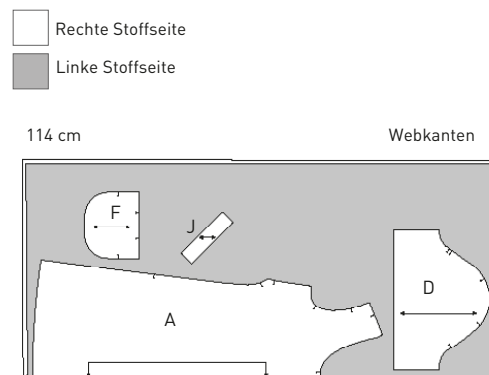 Rechte Stoffseite
Linke Stoffseite
114 cm Webkanten
F
J
D
A